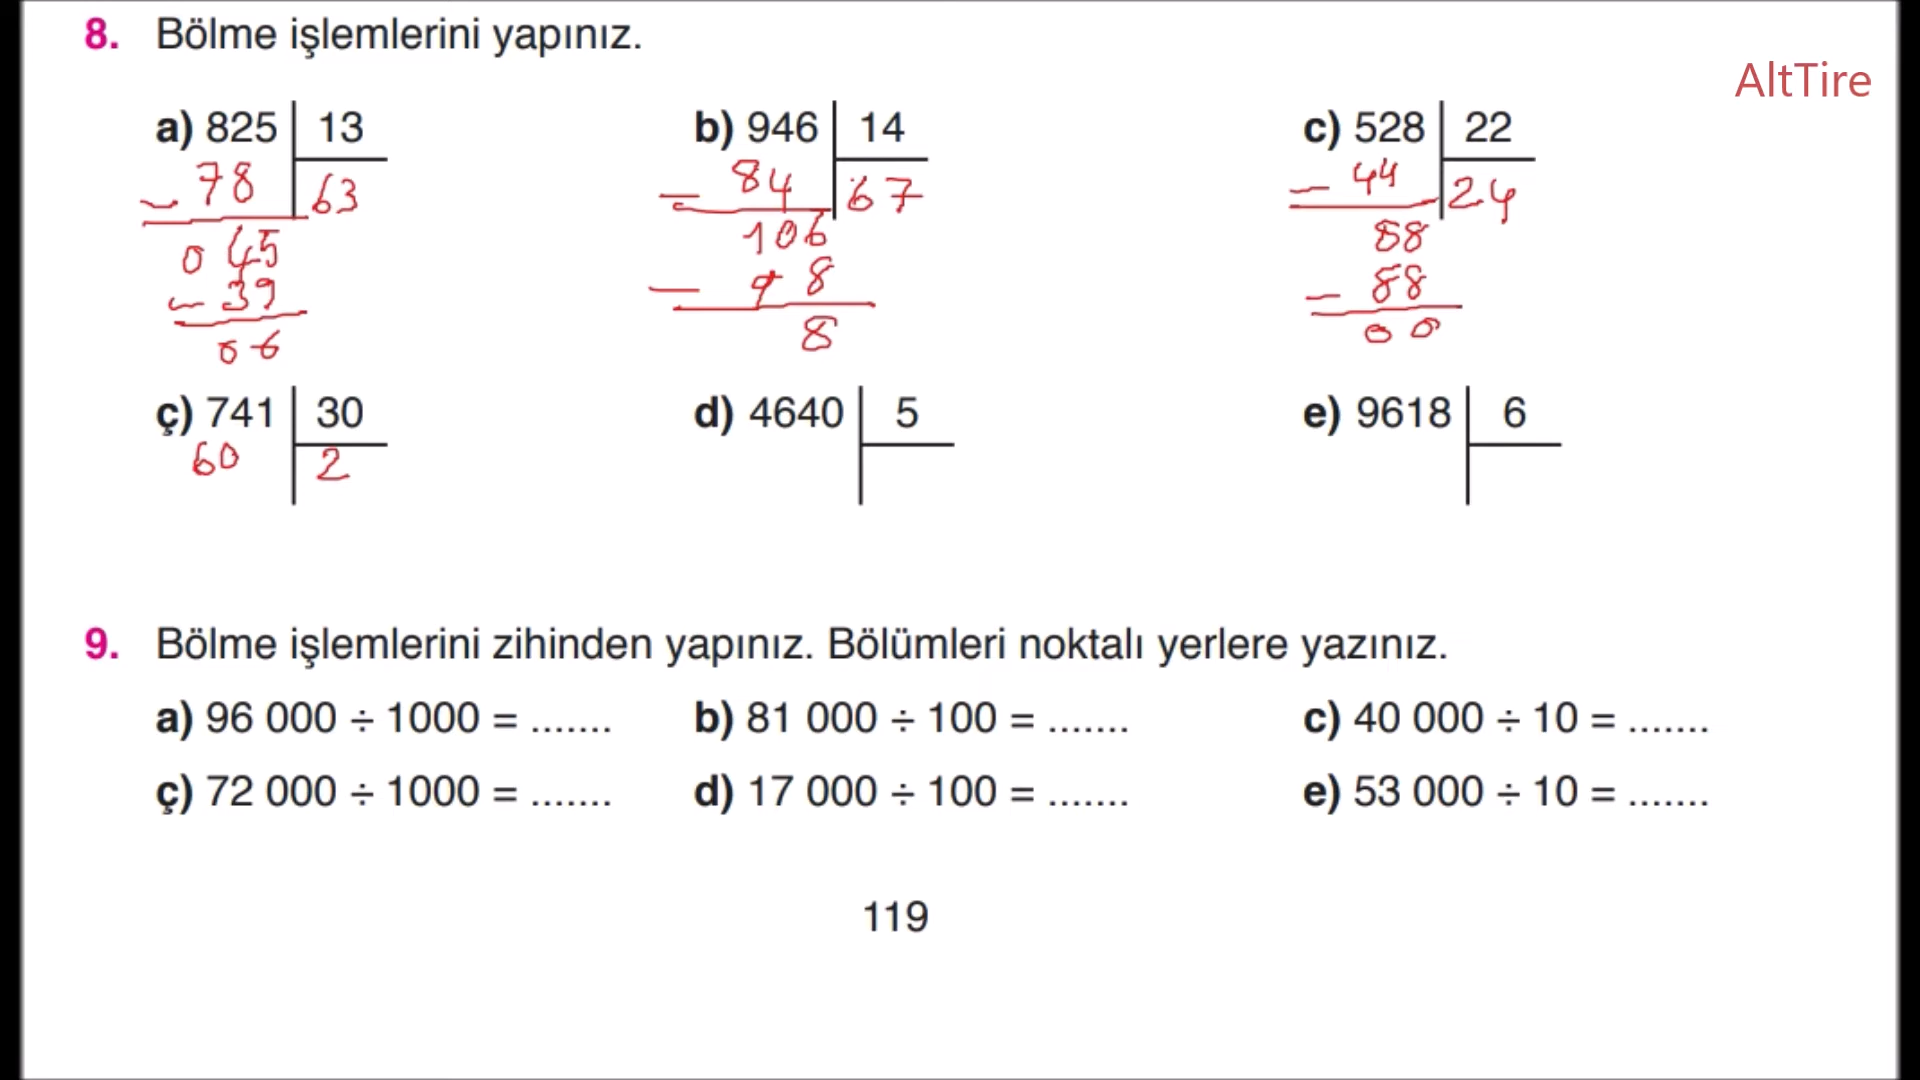 8. Bölme işlemlerini yapınız.
AltTire
a) 825 13
- 78 63
0 45
- 39
06
b) 946 14
- 84 67
106
- 98
8
c) 528 22
- 44 24
88
- 88
00
ç) 741 30
60 2
d) 4640 5
e) 9618 6
9. Bölme işlemlerini zihinden yapınız. Bölümleri noktalı yerlere yazınız.
a) 96 000 ÷ 1000 = ....... b) 81 000 ÷ 100 = ....... c) 40 000 ÷ 10 = .......
ç) 72 000 ÷ 1000 = ....... d) 17 000 ÷ 100 = ....... e) 53 000 ÷ 10 = .......
119